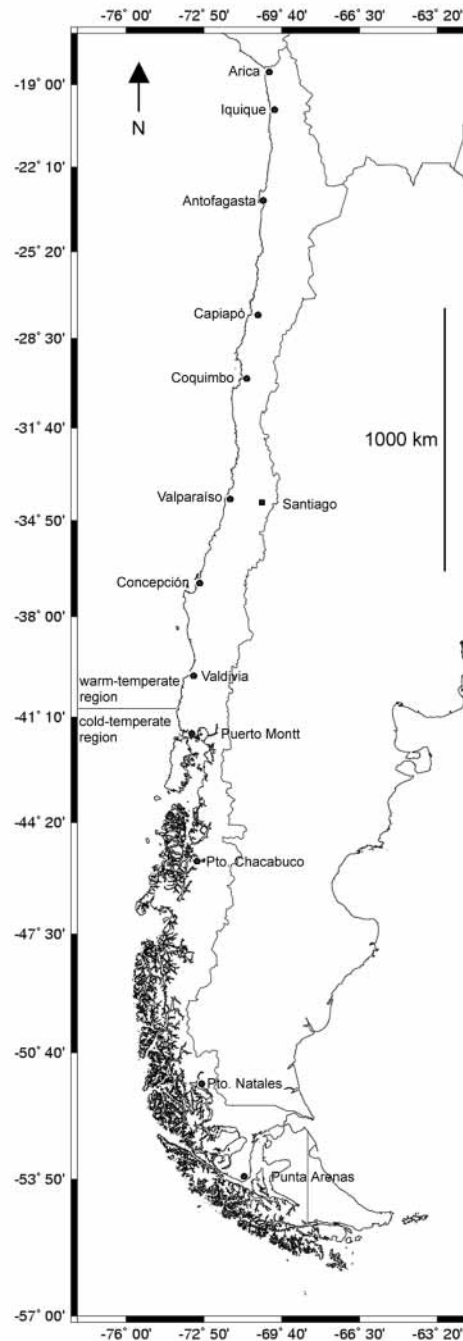 -76° 00' -72° 50' -69° 40' -66° 30' -63° 20'
-19° 00'
-22° 10'
-25° 20'
-28° 30'
-31° 40'
-34° 50'
-38° 00'
-41° 10'
-44° 20'
-47° 30'
-50° 40'
-53° 50'
-57° 00'
N
Arica
Iquique
Antofagasta
Capiapó
Coquimbo
1000 km
Valparaíso
Santiago
Concepción
Valdivia
warm-temperate
region
cold-temperate
region
Puerto Montt
Pto. Chacabuco
Pto. Natales
Punta Arenas
-76° 00' -72° 50' -69° 40' -66° 30' -63° 20'